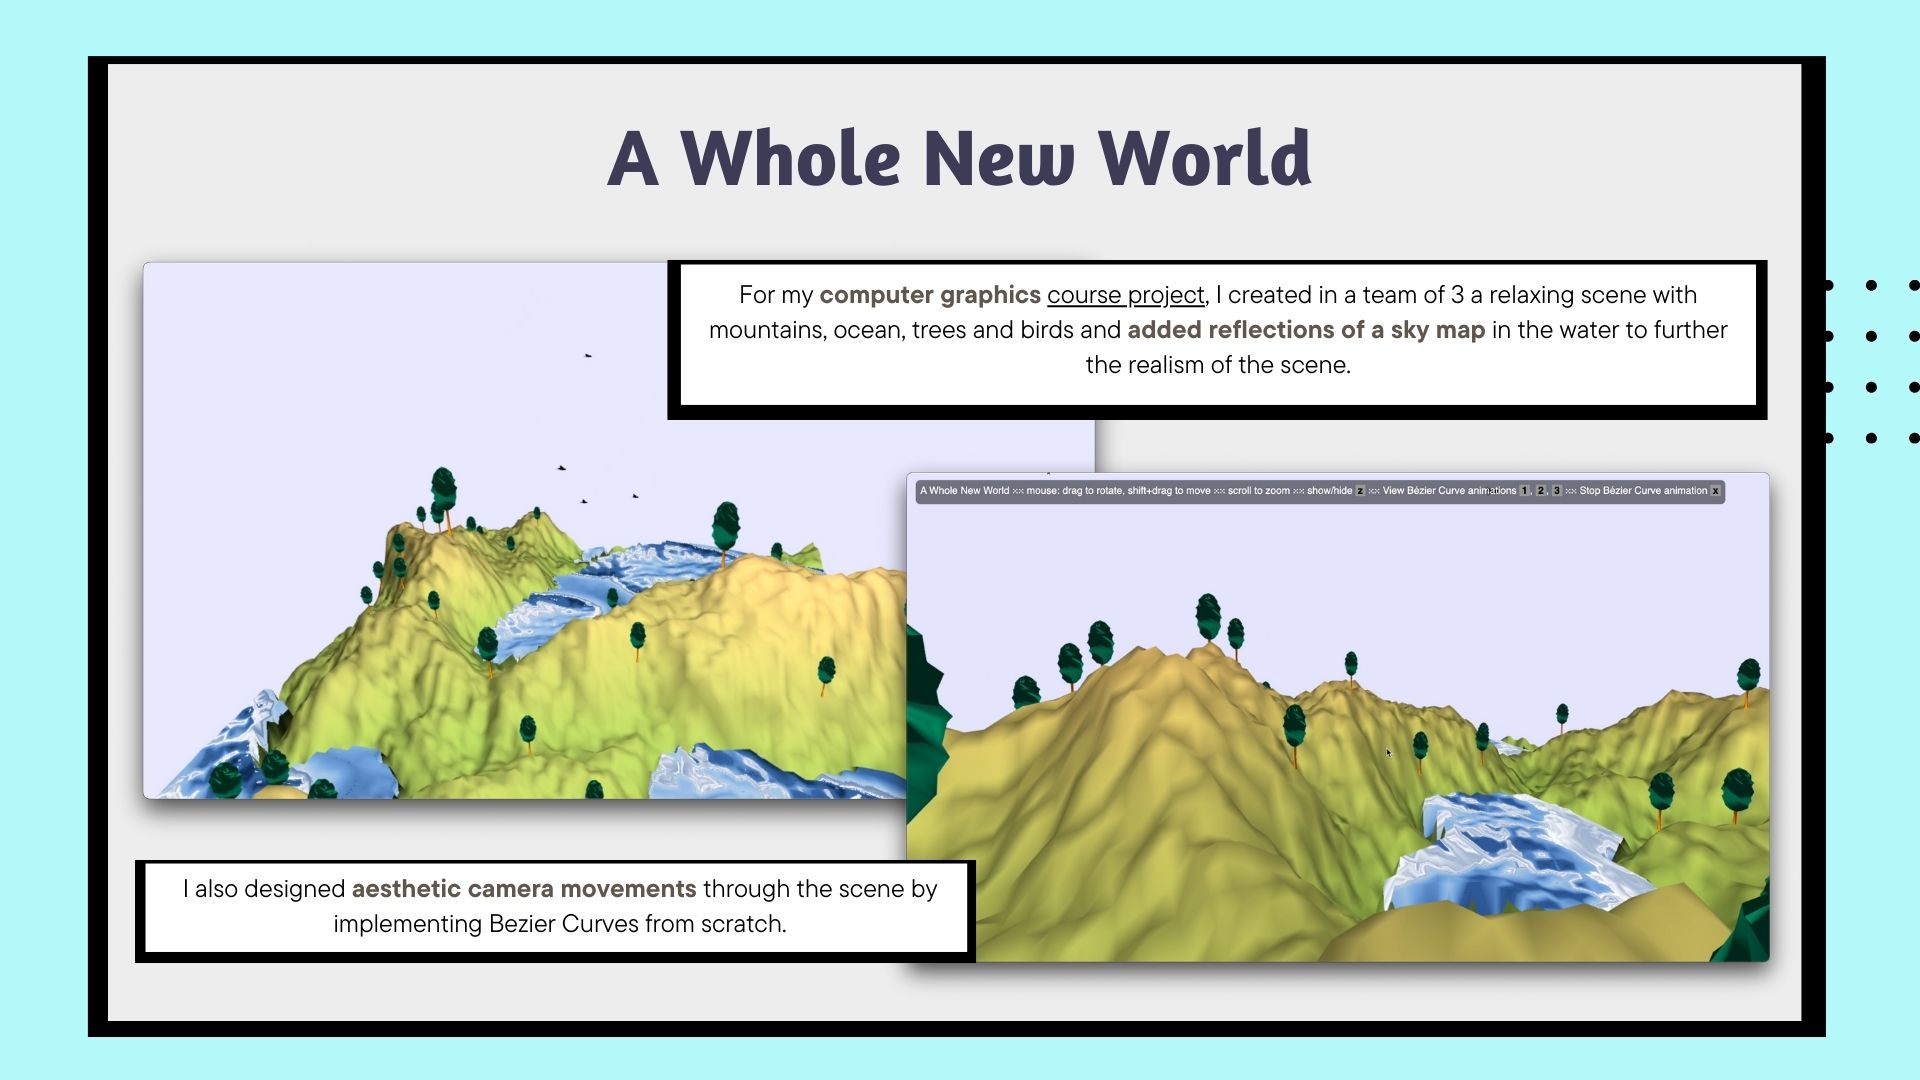 A Whole New World
For my computer graphics course project, I created in a team of 3 a relaxing scene with
mountains, ocean, trees and birds and added reflections of a sky map in the water to further
the realism of the scene.
A Whole New World ::: mouse: drag to rotate, shift+drag to move ::: scroll to zoom ::: show/hide z ::: View Bézier Curve animations 1, 2, 3 ::: Stop Bézier Curve animation x
I also designed aesthetic camera movements through the scene by
implementing Bezier Curves from scratch.